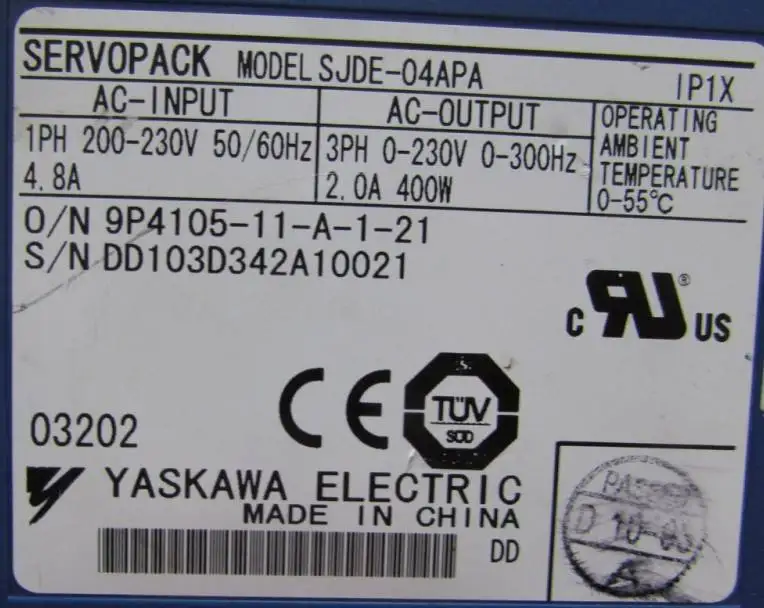 SERVOPACK MODEL SJDE-04APA IP1X
AC-INPUT
1PH 200-230V 50/60Hz
4.8A
AC-OUTPUT
3PH 0-230V 0-300Hz
2.0A 400W
OPERATING
AMBIENT
TEMPERATURE
0-55℃
O/N 9P4105-11-A-1-21
S/N DD103D342A10021
C RU® US
CE
TÜV
SÜD
03202
YASKAWA ELECTRIC
MADE IN CHINA
DD
A